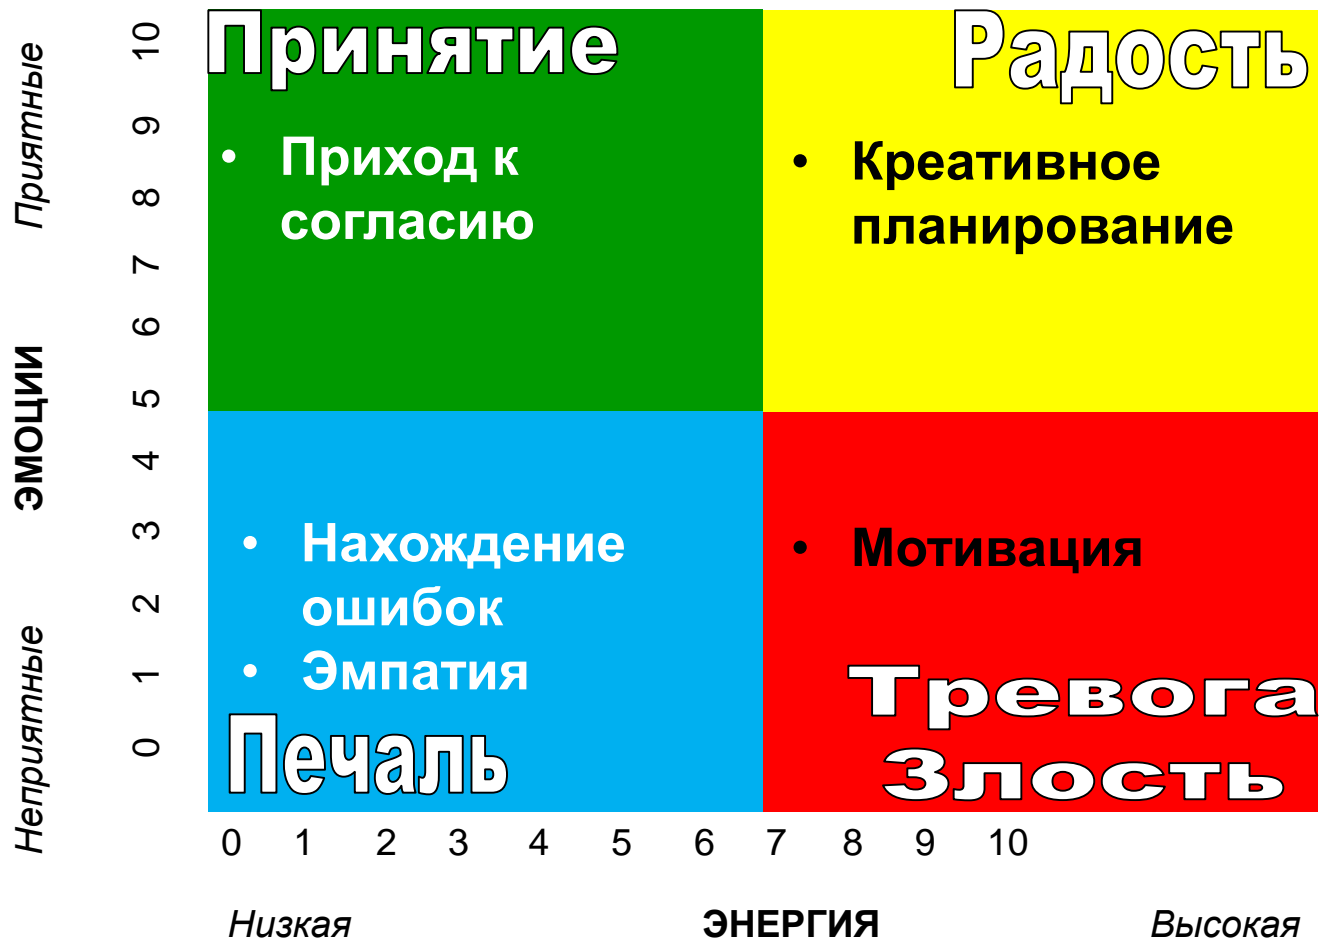 Принятие
Радость
Приход к
согласию
Креативное
планирование
Нахождение
ошибок
Эмпатия
Печаль
Мотивация
Тревога
Злость
Приятные
ЭМОЦИИ
Неприятные
10
9
8
7
6
5
4
3
2
1
0
0 1 2 3 4 5 6 7 8 9 10
Низкая ЭНЕРГИЯ Высокая